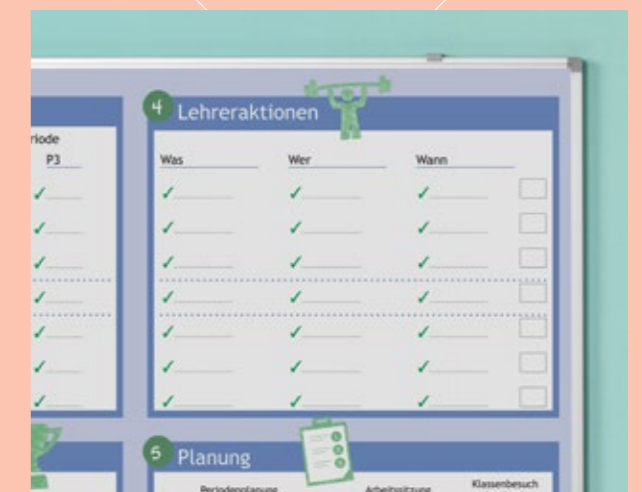 4 Lehreraktionen
riode
P3
Was Wer Wann
5 Planung
Periodenplanung Arbeitssitzung Klassenbesuch